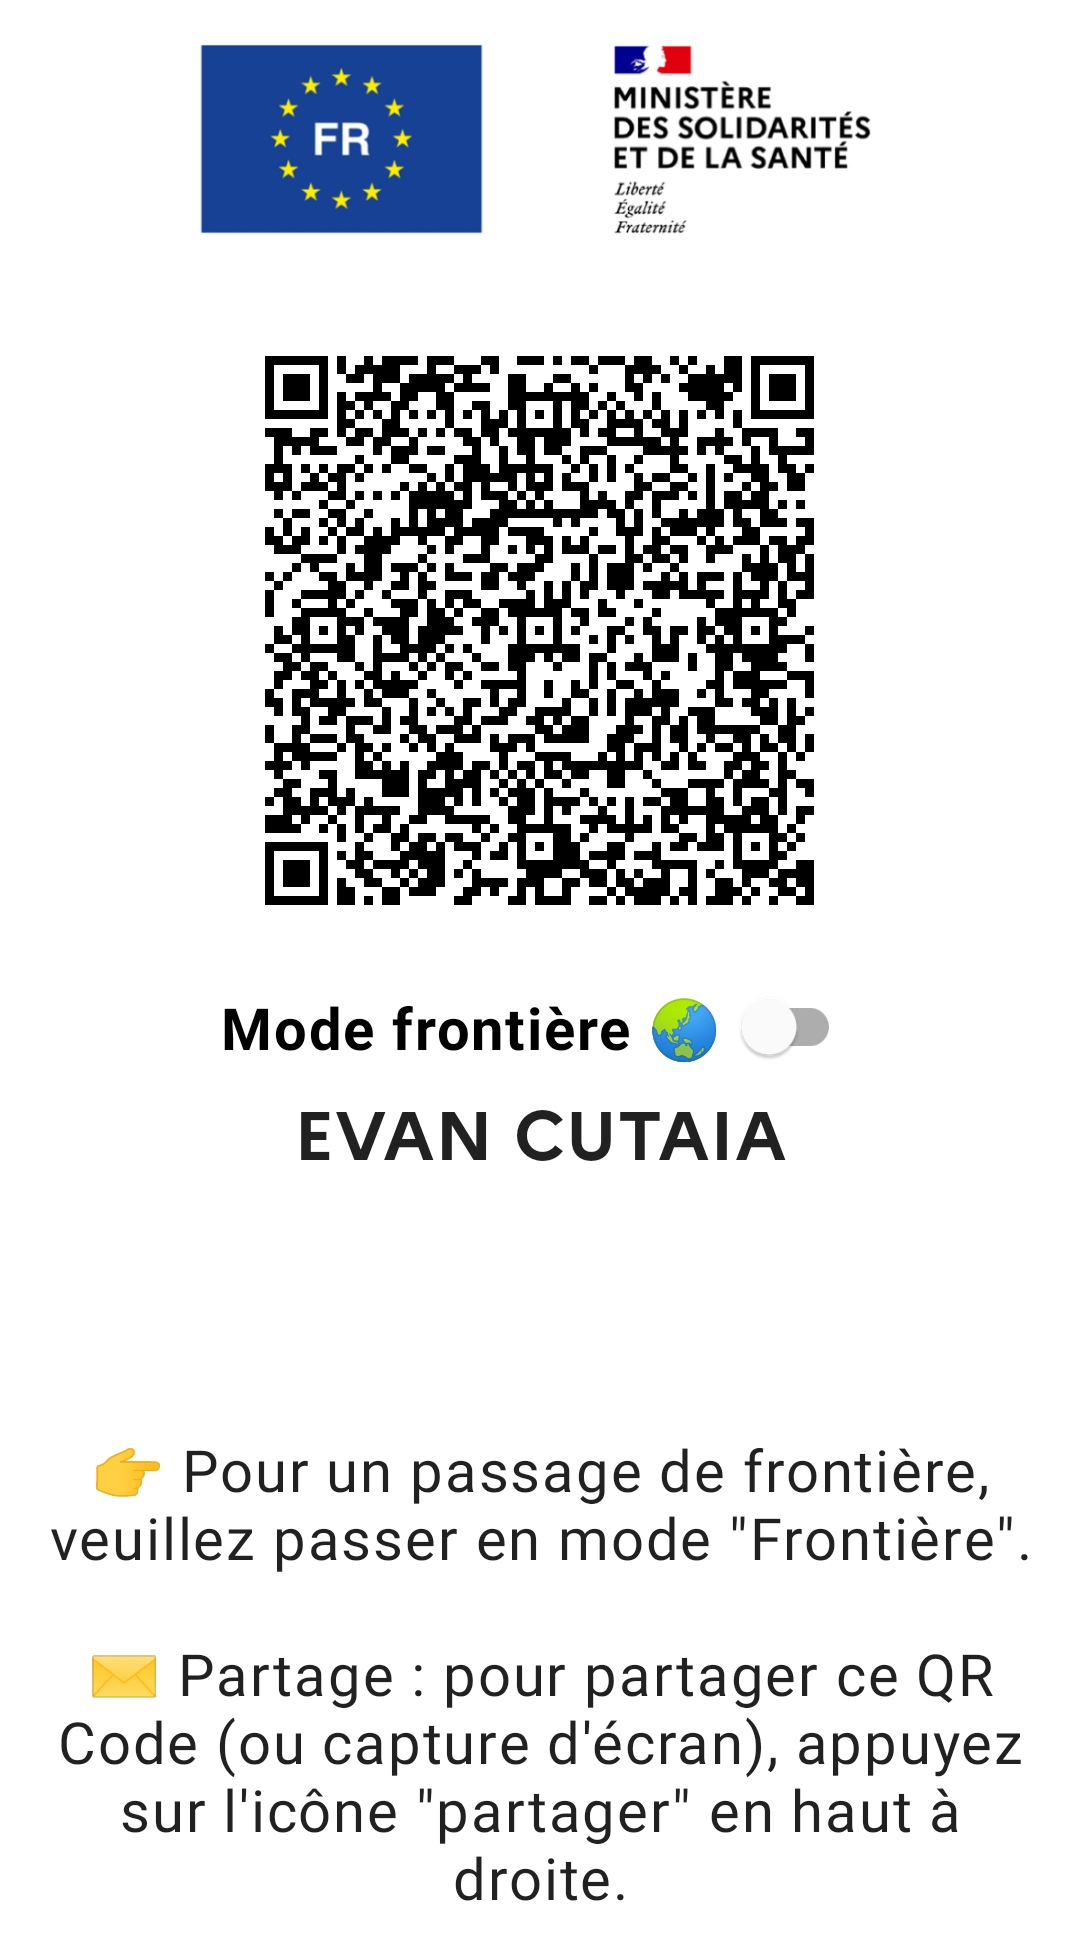 FR
MINISTÈRE
DES SOLIDARITÉS
ET DE LA SANTÉ
Liberté
Égalité
Fraternité
Mode frontière
EVAN CUTAIA
Pour un passage de frontière,
veuillez passer en mode "Frontière".
Partage : pour partager ce QR
Code (ou capture d'écran), appuyez
sur l'icône "partager" en haut à
droite.